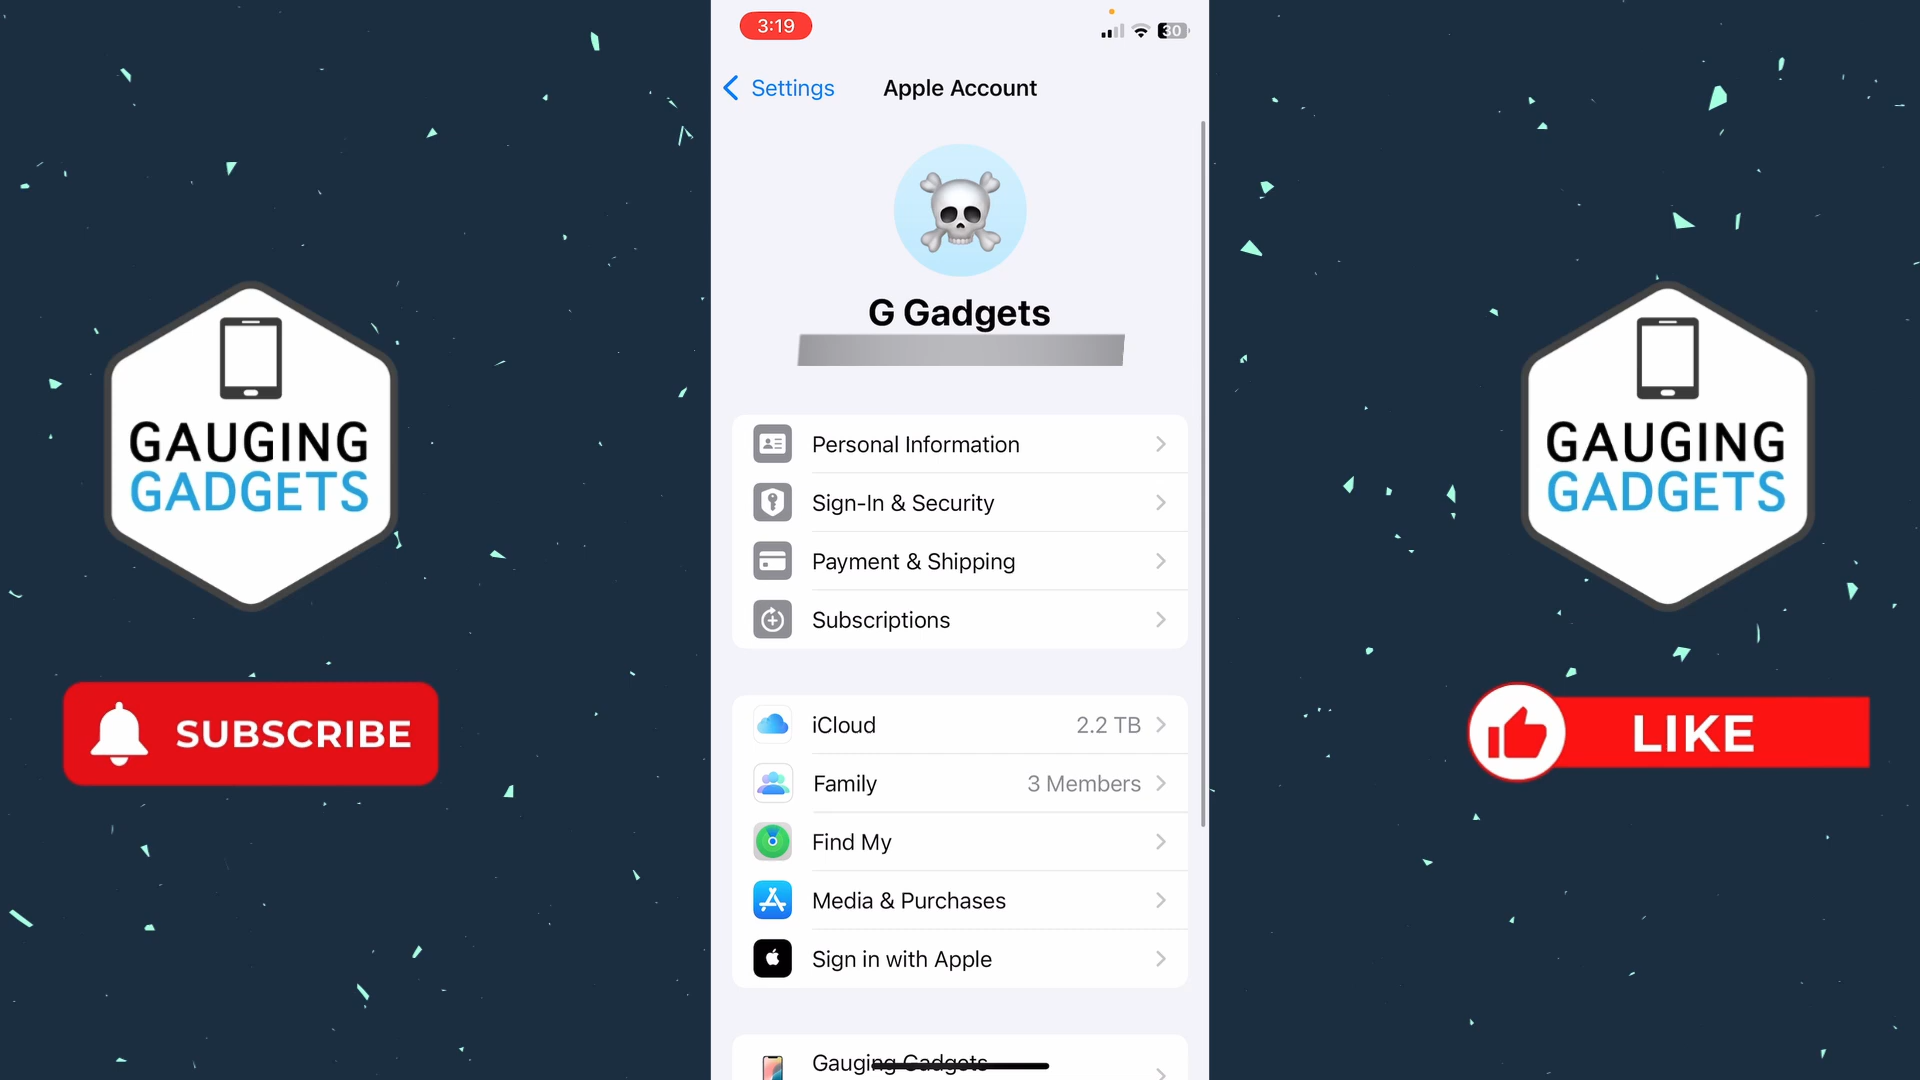 3:19
30
Settings
Apple Account
G Gadgets
Personal Information
Sign-In & Security
Payment & Shipping
Subscriptions
iCloud
2.2 TB
Family
3 Members
Find My
Media & Purchases
Sign in with Apple
Gauging Gadgets
GAUGING
GADGETS
SUBSCRIBE
GAUGING
GADGETS
LIKE